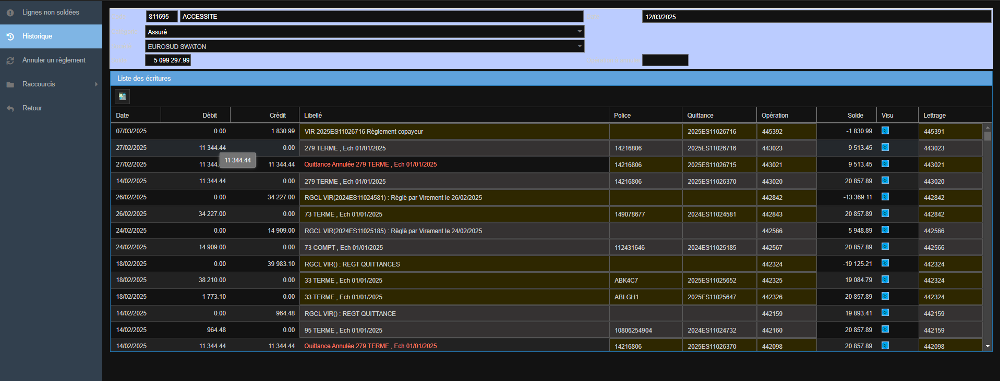 Lignes non soldées
Historique
Annuler un règlement
Raccourcis
Retour
811695 ACCESSITE 12/03/2025
Assuré
EUROSUD SWATON
5 099 297.99
Liste des écritures
Date Débit Crédit Libellé Police Quittance Opération Solde Visu Lettrage
07/03/2025 0.00 1 830.99 VIR 2025ES11026716 Règlement copayeur 2025ES11026716 445392 -1 830.99 445391
27/02/2025 11 344.44 0.00 279 TERME , Ech 01/01/2025 14216806 2025ES11026716 443023 9 513.45 443023
11 344.44
27/02/2025 11 344. 11 344.44 Quittance Annulée 279 TERME , Ech 01/01/2025 14216806 2025ES11026715 443021 9 513.45 443021
14/02/2025 11 344.44 0.00 279 TERME , Ech 01/01/2025 14216806 2025ES11026370 443020 20 857.89 443020
26/02/2025 0.00 34 227.00 RGCL VIR(2024ES11024581) : Réglé par Virement le 26/02/2025 442842 -13 369.11 442842
26/02/2025 34 227.00 0.00 73 TERME , Ech 01/01/2025 149078677 2024ES11024581 442843 20 857.89 442842
24/02/2025 0.00 14 909.00 RGCL VIR(2024ES11025185) : Réglé par Virement le 24/02/2025 442566 5 948.89 442566
24/02/2025 14 909.00 0.00 73 COMPT , Ech 01/01/2025 112431646 2024ES11025185 442567 20 857.89 442566
18/02/2025 0.00 39 983.10 RGCL VIR() : REGT QUITTANCES 442324 -19 125.21 442324
18/02/2025 38 210.00 0.00 33 TERME , Ech 01/01/2025 ABK4C7 2025ES11025652 442325 19 084.79 442324
18/02/2025 1 773.10 0.00 33 TERME , Ech 01/01/2025 ABLGH1 2025ES11025647 442326 20 857.89 442324
14/02/2025 0.00 964.48 RGCL VIR() : REGT QUITTANCE 442159 19 893.41 442159
14/02/2025 964.48 0.00 95 TERME , Ech 01/01/2025 10806254904 2024ES11024732 442160 20 857.89 442159
14/02/2025 11 344.44 11 344.44 Quittance Annulée 279 TERME , Ech 01/01/2025 14216806 2025ES11026370 442098 20 857.89 442098